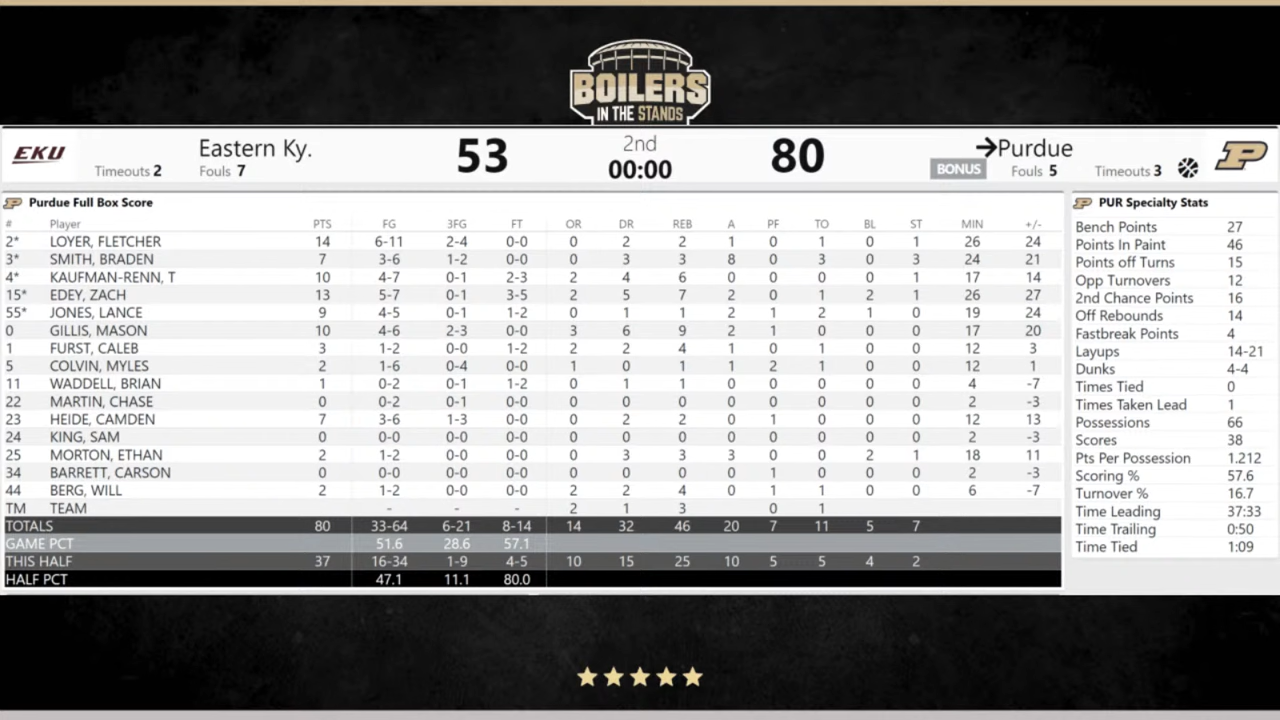 BOILERS
IN THE STANDS
EKU Eastern Ky. 53 2nd 80 Purdue P
Timeouts 2 Fouls 7 00:00 BONUS Fouls 5 Timeouts 3
P Purdue Full Box Score
# Player PTS FG 3FG FT OR DR REB A PF TO BL ST MIN +/-
2* LOYER, FLETCHER 14 6-11 2-4 0-0 0 2 2 1 0 1 0 1 26 24
3* SMITH, BRADEN 7 3-6 1-2 0-0 0 3 3 8 0 3 0 3 24 21
4* KAUFMAN-RENN, T 10 4-7 0-1 2-3 2 4 6 0 0 0 0 1 17 14
15* EDEY, ZACH 13 5-7 0-1 3-5 2 5 7 2 0 1 2 1 26 27
55* JONES, LANCE 9 4-5 0-1 1-2 0 1 1 2 1 2 1 0 19 24
0 GILLIS, MASON 10 4-6 2-3 0-0 3 6 9 2 1 0 0 0 17 20
1 FURST, CALEB 3 1-2 0-0 1-2 2 2 4 1 0 1 0 0 12 3
5 COLVIN, MYLES 2 1-6 0-4 0-0 1 0 1 1 2 1 0 0 12 1
11 WADDELL, BRIAN 1 0-2 0-1 1-2 0 1 1 0 0 0 0 0 4 -7
22 MARTIN, CHASE 0 0-2 0-1 0-0 0 0 0 0 0 0 0 0 2 -3
23 HEIDE, CAMDEN 7 3-6 1-3 0-0 0 2 2 0 1 0 0 0 12 13
24 KING, SAM 0 0-0 0-0 0-0 0 0 0 0 0 0 0 0 2 -3
25 MORTON, ETHAN 2 1-2 0-0 0-0 0 3 3 3 0 0 2 1 18 11
34 BARRETT, CARSON 0 0-0 0-0 0-0 0 0 0 0 1 0 0 0 2 -3
44 BERG, WILL 2 1-2 0-0 0-0 2 2 4 0 1 1 0 0 6 -7
TM TEAM - - - 2 1 3 0 1
TOTALS 80 33-64 6-21 8-14 14 32 46 20 7 11 5 7
GAME PCT 51.6 28.6 57.1
THIS HALF 37 16-34 1-9 4-5 10 15 25 10 5 5 4 2
HALF PCT 47.1 11.1 80.0
P PUR Specialty Stats
Bench Points 27
Points In Paint 46
Points off Turns 15
Opp Turnovers 12
2nd Chance Points 16
Off Rebounds 14
Fastbreak Points 4
Layups 14-21
Dunks 4-4
Times Tied 0
Times Taken Lead 1
Possessions 66
Scores 38
Pts Per Possession 1.212
Scoring % 57.6
Turnover % 16.7
Time Leading 37:33
Time Trailing 0:50
Time Tied 1:09